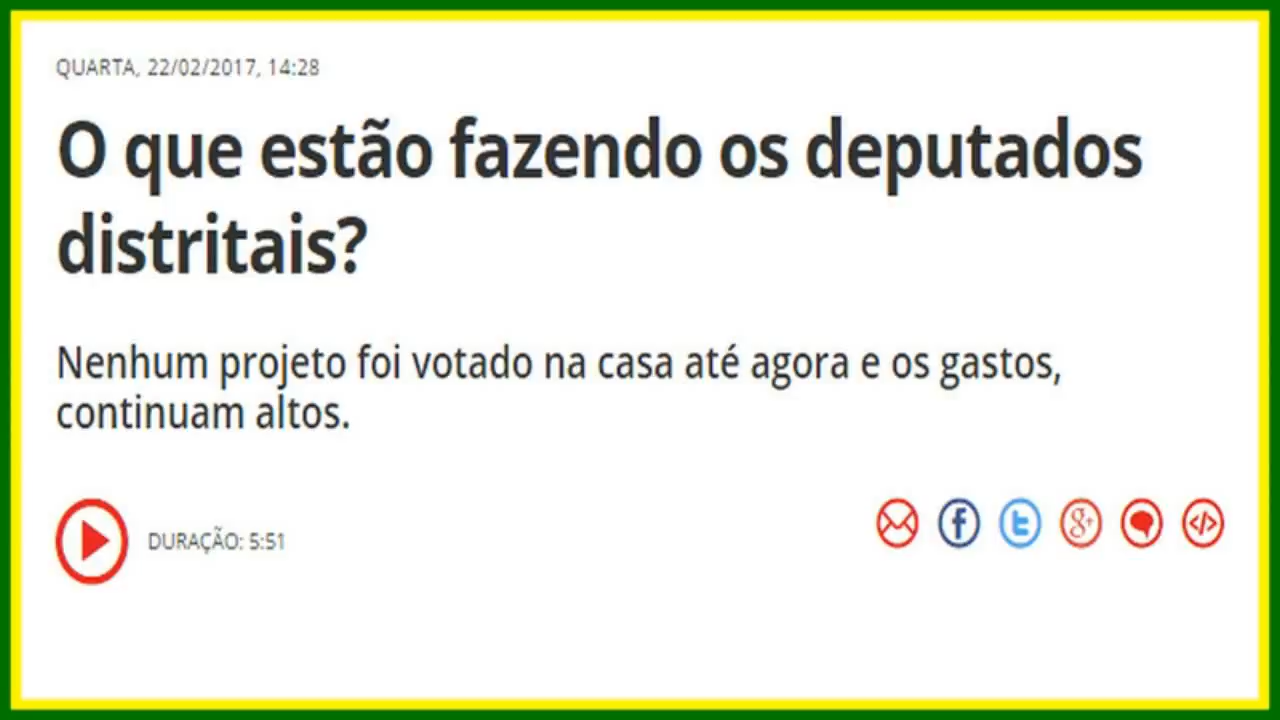 QUARTA, 22/02/2017, 14:28
O que estão fazendo os deputados
distritais?
Nenhum projeto foi votado na casa até agora e os gastos,
continuam altos.
DURAÇÃO: 5:51